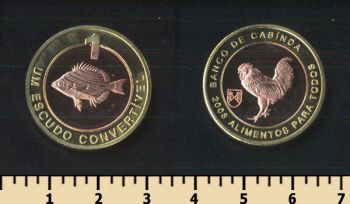 1
UM ESCUDO CONVERTÍVEL
BANCO DE CABINDA
2008 ALIMENTOS PARA TODOS
1 2 3 4 5 6 7